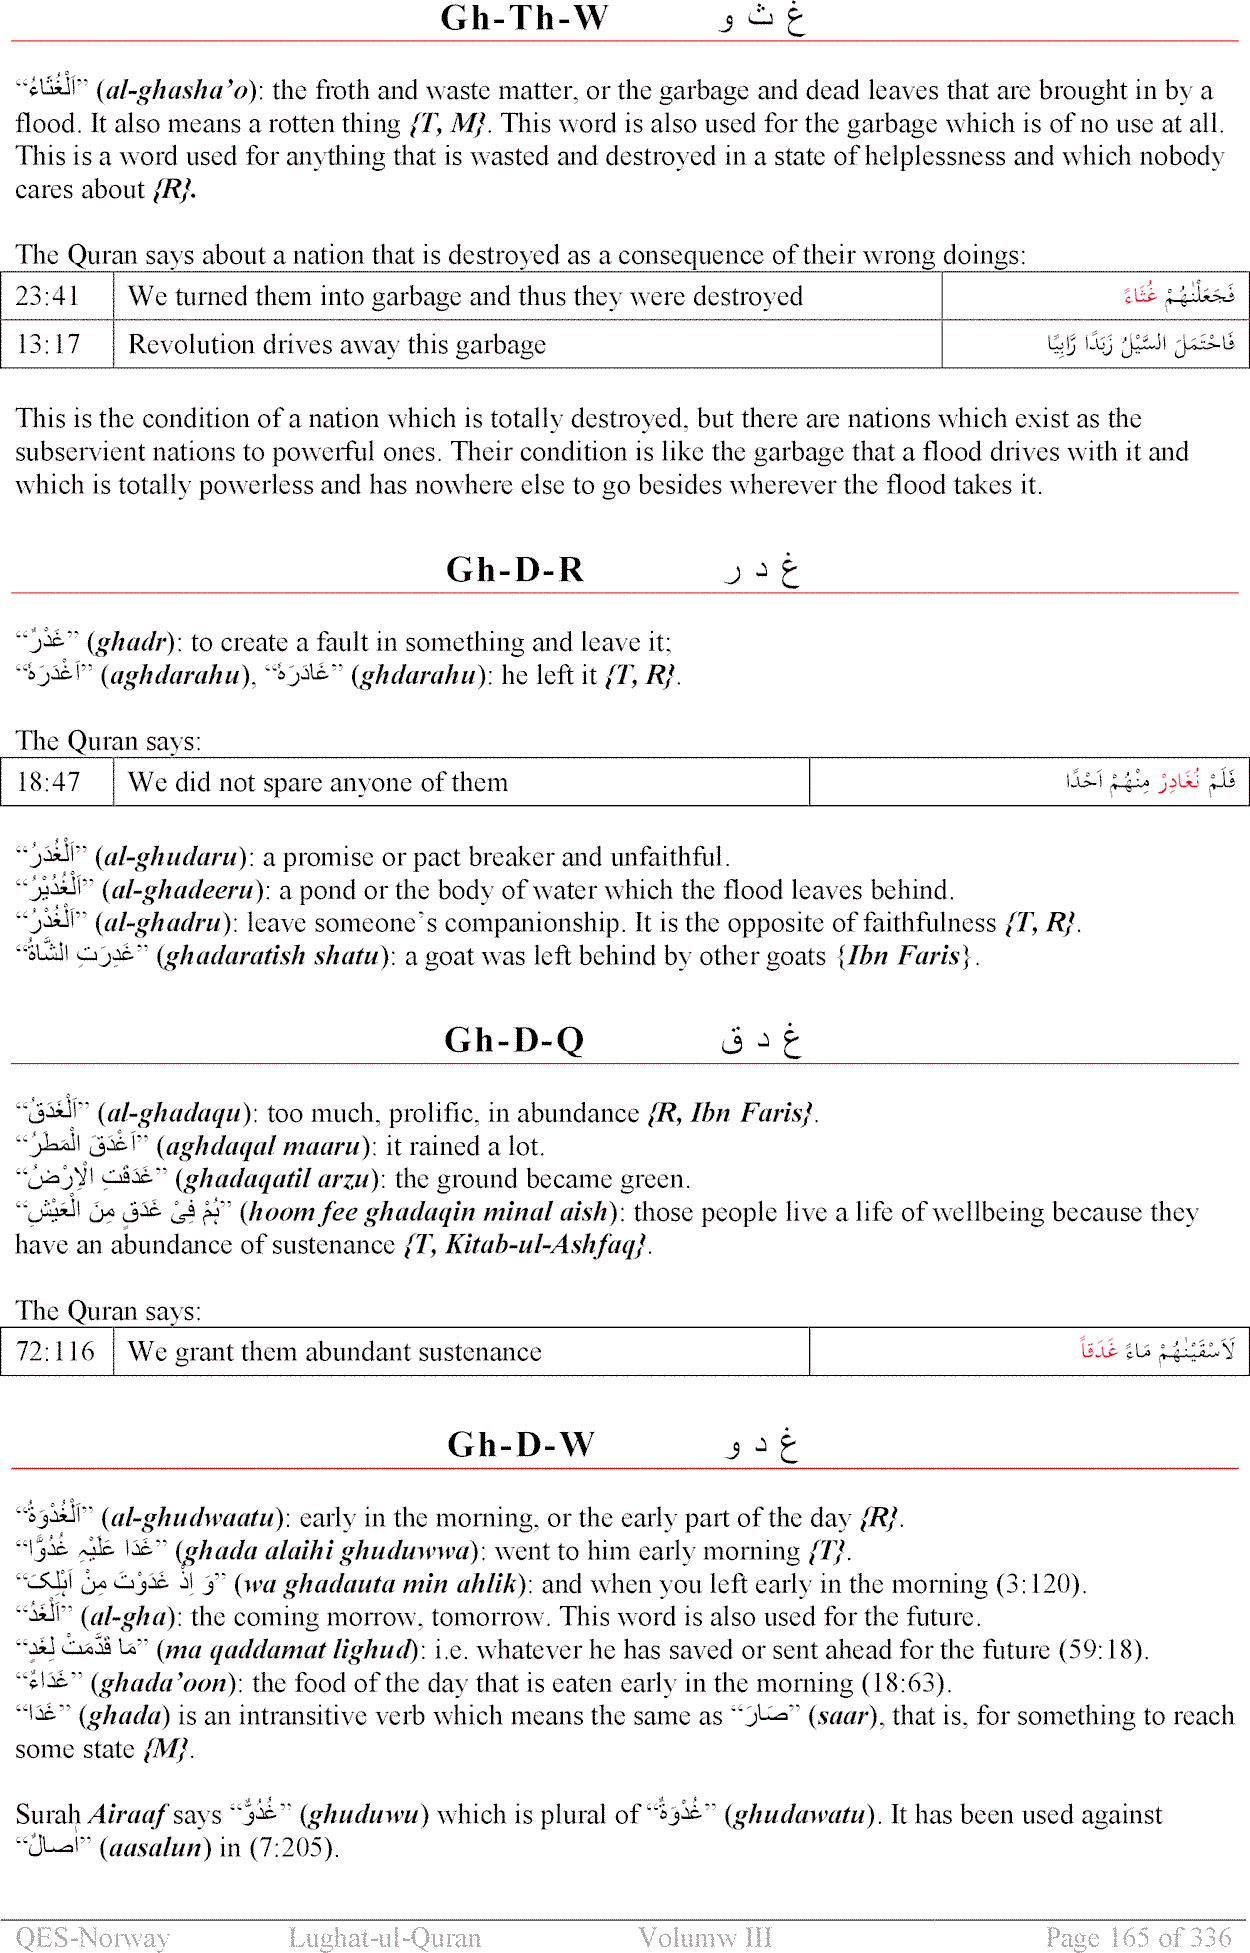 Gh-Th-W غ ث و
“اَلْغُثَاءُ” (al-ghasha’o): the froth and waste matter, or the garbage and dead leaves that are brought in by a
flood. It also means a rotten thing {T, M}. This word is also used for the garbage which is of no use at all.
This is a word used for anything that is wasted and destroyed in a state of helplessness and which nobody
cares about {R}.
The Quran says about a nation that is destroyed as a consequence of their wrong doings:
23:41 We turned them into garbage and thus they were destroyed فَجَعَلْنٰهُمْ غُثَاءً
13:17 Revolution drives away this garbage فَاحْتَمَلَ السَّيْلُ زَبَدًا رَّابِيًا
This is the condition of a nation which is totally destroyed, but there are nations which exist as the
subservient nations to powerful ones. Their condition is like the garbage that a flood drives with it and
which is totally powerless and has nowhere else to go besides wherever the flood takes it.
Gh-D-R غ د ر
“غَدْرٌ” (ghadr): to create a fault in something and leave it;
“اَغْدَرَهٗ” (aghdarahu), “غَادَرَهٗ” (ghdarahu): he left it {T, R}.
The Quran says:
18:47 We did not spare anyone of them فَلَمْ نُغَادِرْ مِنْهُمْ اَحْدًا
“اَلْغُدَرُ” (al-ghudaru): a promise or pact breaker and unfaithful.
“اَلْغُدِيْرُ” (al-ghadeeru): a pond or the body of water which the flood leaves behind.
“اَلْغُدْرُ” (al-ghadru): leave someone’s companionship. It is the opposite of faithfulness {T, R}.
“غَدِرَتِ الشَّاةُ” (ghadaratish shatu): a goat was left behind by other goats {Ibn Faris}.
Gh-D-Q غ د ق
“اَلْغَدَقُ” (al-ghadaqu): too much, prolific, in abundance {R, Ibn Faris}.
“اَغْدَقَ الْمَطَرُ” (aghdaqal maaru): it rained a lot.
“غَدَقَتِ الْاِرْضُ” (ghadaqatil arzu): the ground became green.
“ہُمْ فِیْ غَدَقٍ مِنَ الْعَيْشِ” (hoom fee ghadaqin minal aish): those people live a life of wellbeing because they
have an abundance of sustenance {T, Kitab-ul-Ashfaq}.
The Quran says:
72:116 We grant them abundant sustenance لَاَسْقَيْنٰهُمْ مَاءً غَدَقاً
Gh-D-W غ د و
“اَلْغُدْوَةُ” (al-ghudwaatu): early in the morning, or the early part of the day {R}.
“غَدَا عَلَيْہِ غُدُوًّا” (ghada alaihi ghuduwwa): went to him early morning {T}.
“وَ اِذْ غَدَوْتَ مِنْ اَہْلِکَ” (wa ghadauta min ahlik): and when you left early in the morning (3:120).
“اَلْغَدُ” (al-gha): the coming morrow, tomorrow. This word is also used for the future.
“مَا قَدَّمَتْ لِغَدٍ” (ma qaddamat lighud): i.e. whatever he has saved or sent ahead for the future (59:18).
“غَدَاءٌ” (ghada’oon): the food of the day that is eaten early in the morning (18:63).
“غَدَا” (ghada) is an intransitive verb which means the same as “صَارَ” (saar), that is, for something to reach
some state {M}.
Surah Airaaf says “غُدُوٌّ” (ghuduwu) which is plural of “غُدْوَةٌ” (ghudawatu). It has been used against
“اٰصالٌ” (aasalun) in (7:205).
QES-Norway Lughat-ul-Quran Volumw III Page 165 of 336